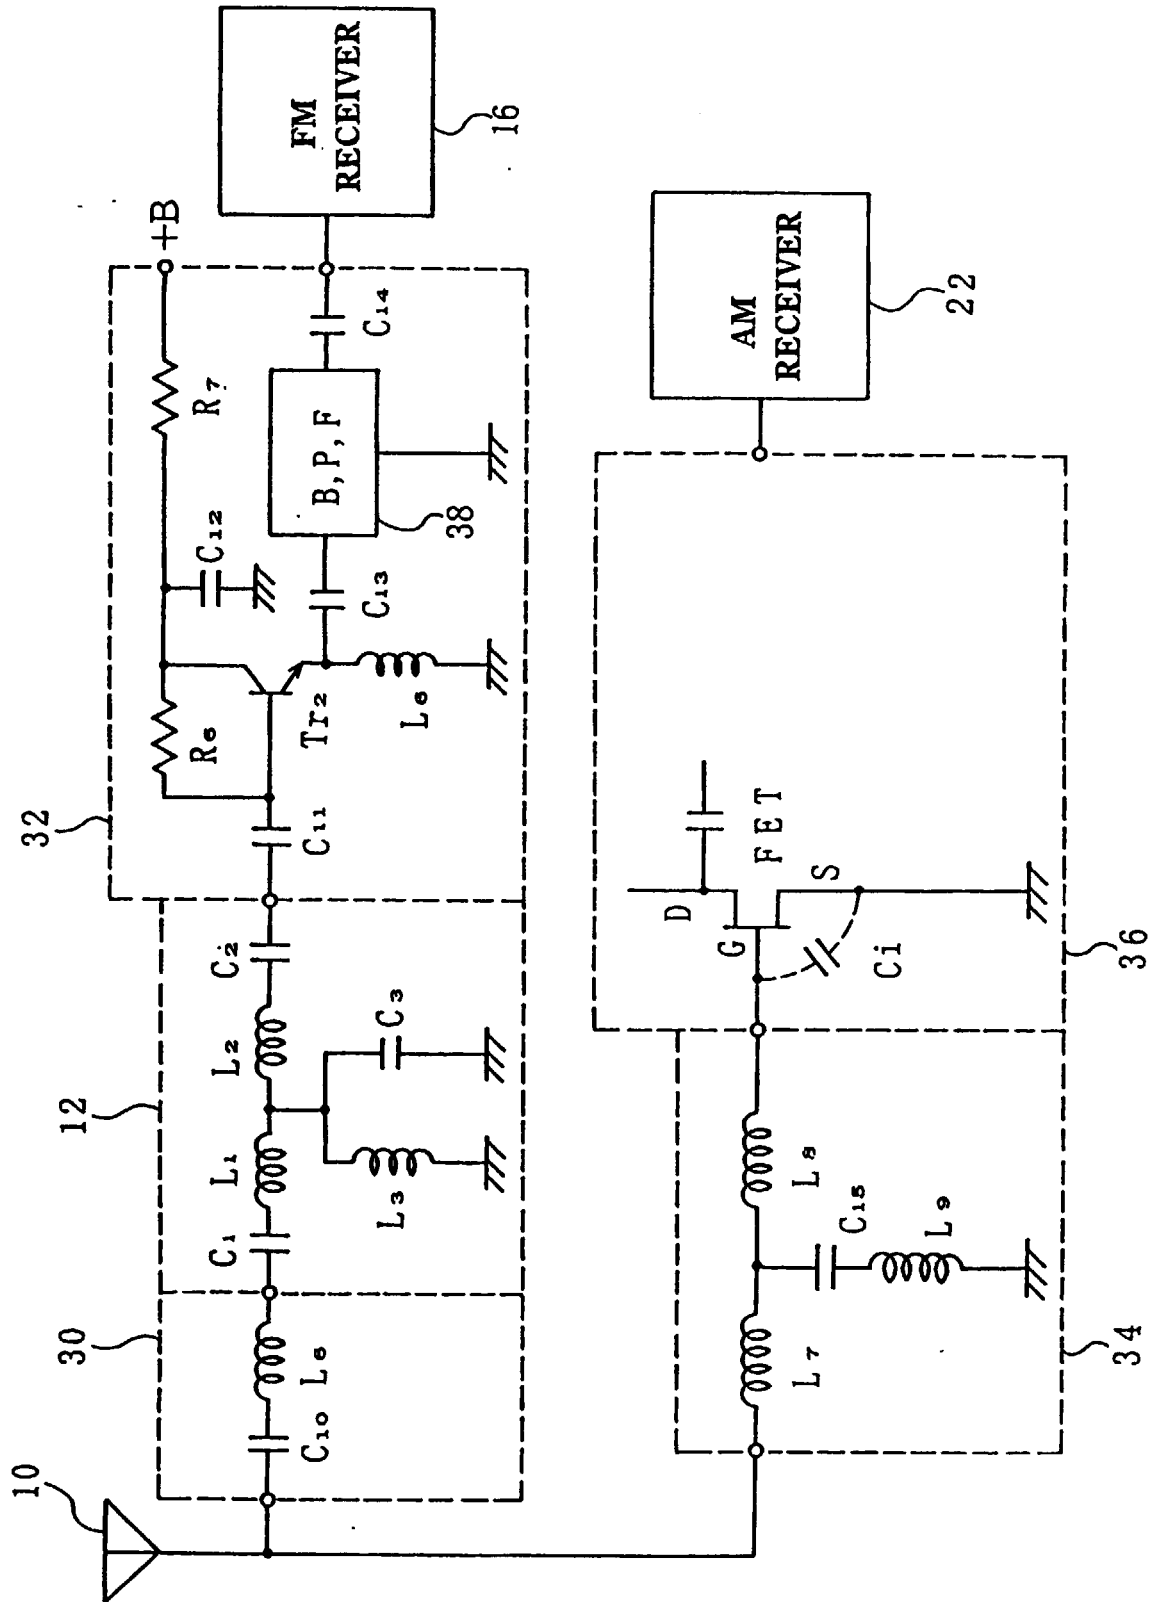 10
30
12
32
+B
R₆
R₇
C₁₂
FM
RECEIVER
16
C₁₀
L₆
C₁
L₁
L₂
C₂
C₁₁
Tr₂
C₁₃
B,P,F
38
C₁₄
L₃
C₃
L₆
AM
RECEIVER
22
L₇
L₈
C₁₅
L₉
34
D
G
S
FET
Ci
36